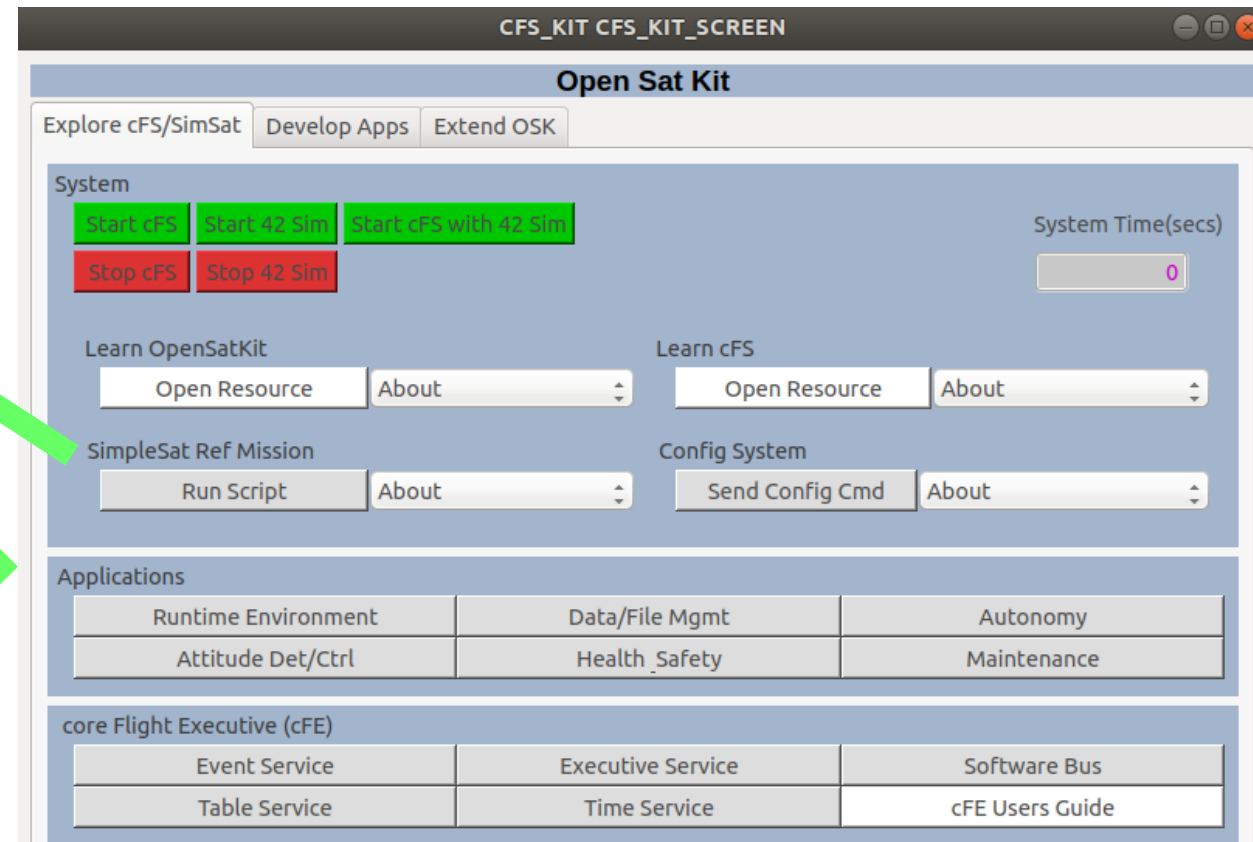 CFS_KIT CFS_KIT_SCREEN
Open Sat Kit
Explore cFS/SimSat Develop Apps Extend OSK
System
Start cFS Start 42 Sim Start cFS with 42 Sim System Time(secs)
Stop cFS Stop 42 Sim 0
Learn OpenSatKit Learn cFS
Open Resource About Open Resource About
SimpleSat Ref Mission Config System
Run Script About Send Config Cmd About
Applications
Runtime Environment Data/File Mgmt Autonomy
Attitude Det/Ctrl Health _Safety Maintenance
core Flight Executive (cFE)
Event Service Executive Service Software Bus
Table Service Time Service cFE Users Guide